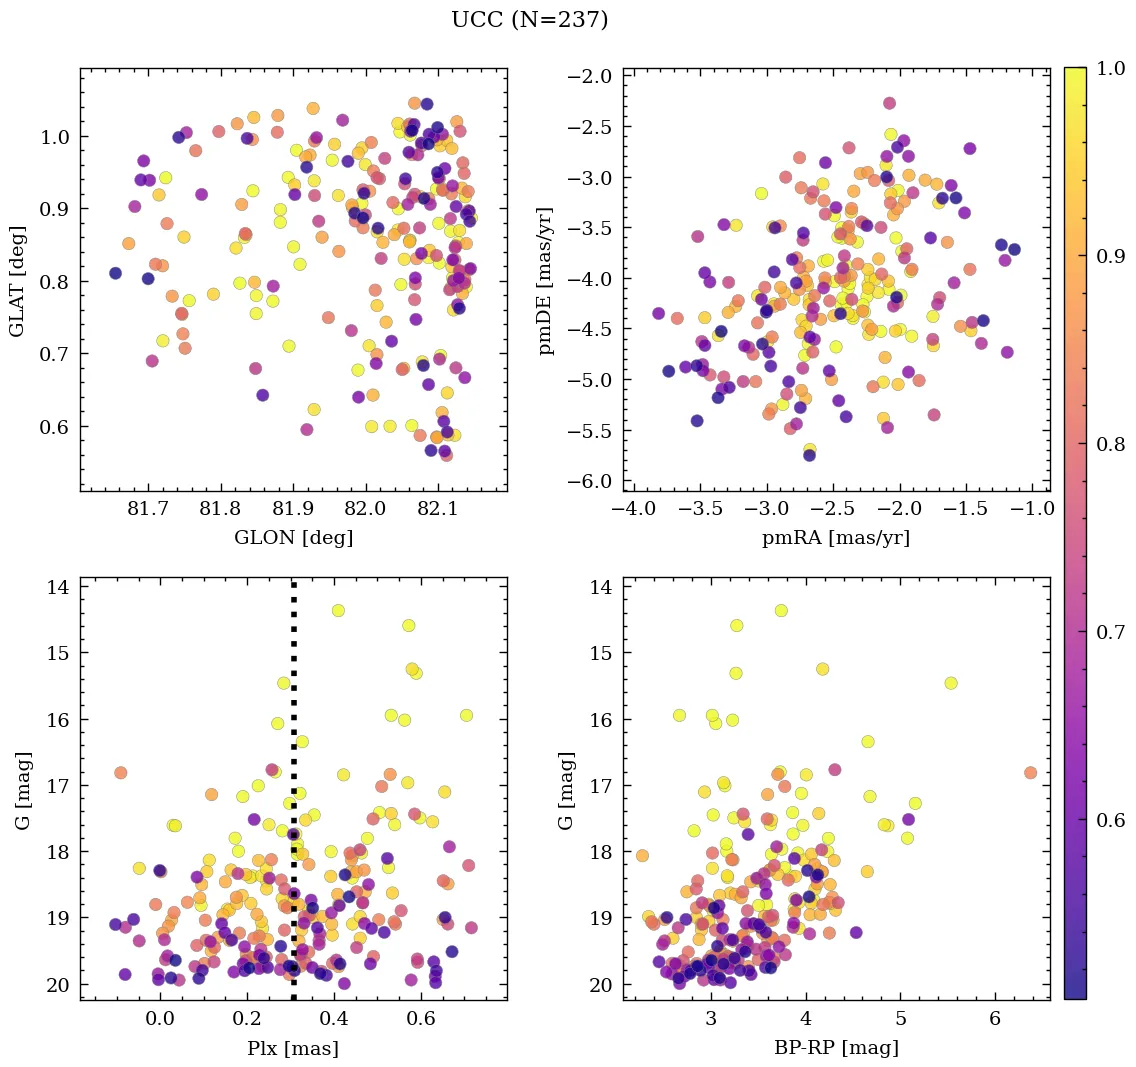 UCC (N=237)
1.0
0.9
0.8
0.7
0.6
GLAT [deg]
81.7 81.8 81.9 82.0 82.1
GLON [deg]
−2.0
−2.5
−3.0
−3.5
−4.0
−4.5
−5.0
−5.5
−6.0
pmDE [mas/yr]
−4.0 −3.5 −3.0 −2.5 −2.0 −1.5 −1.0
pmRA [mas/yr]
14
15
16
17
18
19
20
G [mag]
0.0 0.2 0.4 0.6
Plx [mas]
14
15
16
17
18
19
20
G [mag]
3 4 5 6
BP-RP [mag]
1.0
0.9
0.8
0.7
0.6